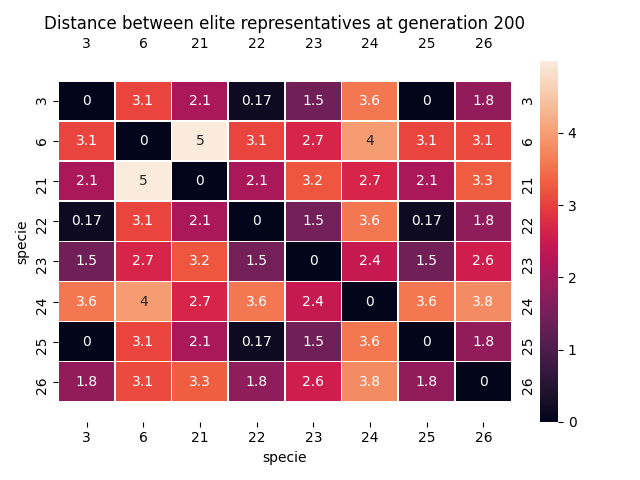 Distance between elite representatives at generation 200
3 6 21 22 23 24 25 26
3 0 3.1 2.1 0.17 1.5 3.6 0 1.8 3
6 3.1 0 5 3.1 2.7 4 3.1 3.1 6
21 2.1 5 0 2.1 3.2 2.7 2.1 3.3 21
22 0.17 3.1 2.1 0 1.5 3.6 0.17 1.8 22
23 1.5 2.7 3.2 1.5 0 2.4 1.5 2.6 23
24 3.6 4 2.7 3.6 2.4 0 3.6 3.8 24
25 0 3.1 2.1 0.17 1.5 3.6 0 1.8 25
26 1.8 3.1 3.3 1.8 2.6 3.8 1.8 0 26
3 6 21 22 23 24 25 26
specie
specie
4
3
2
1
0